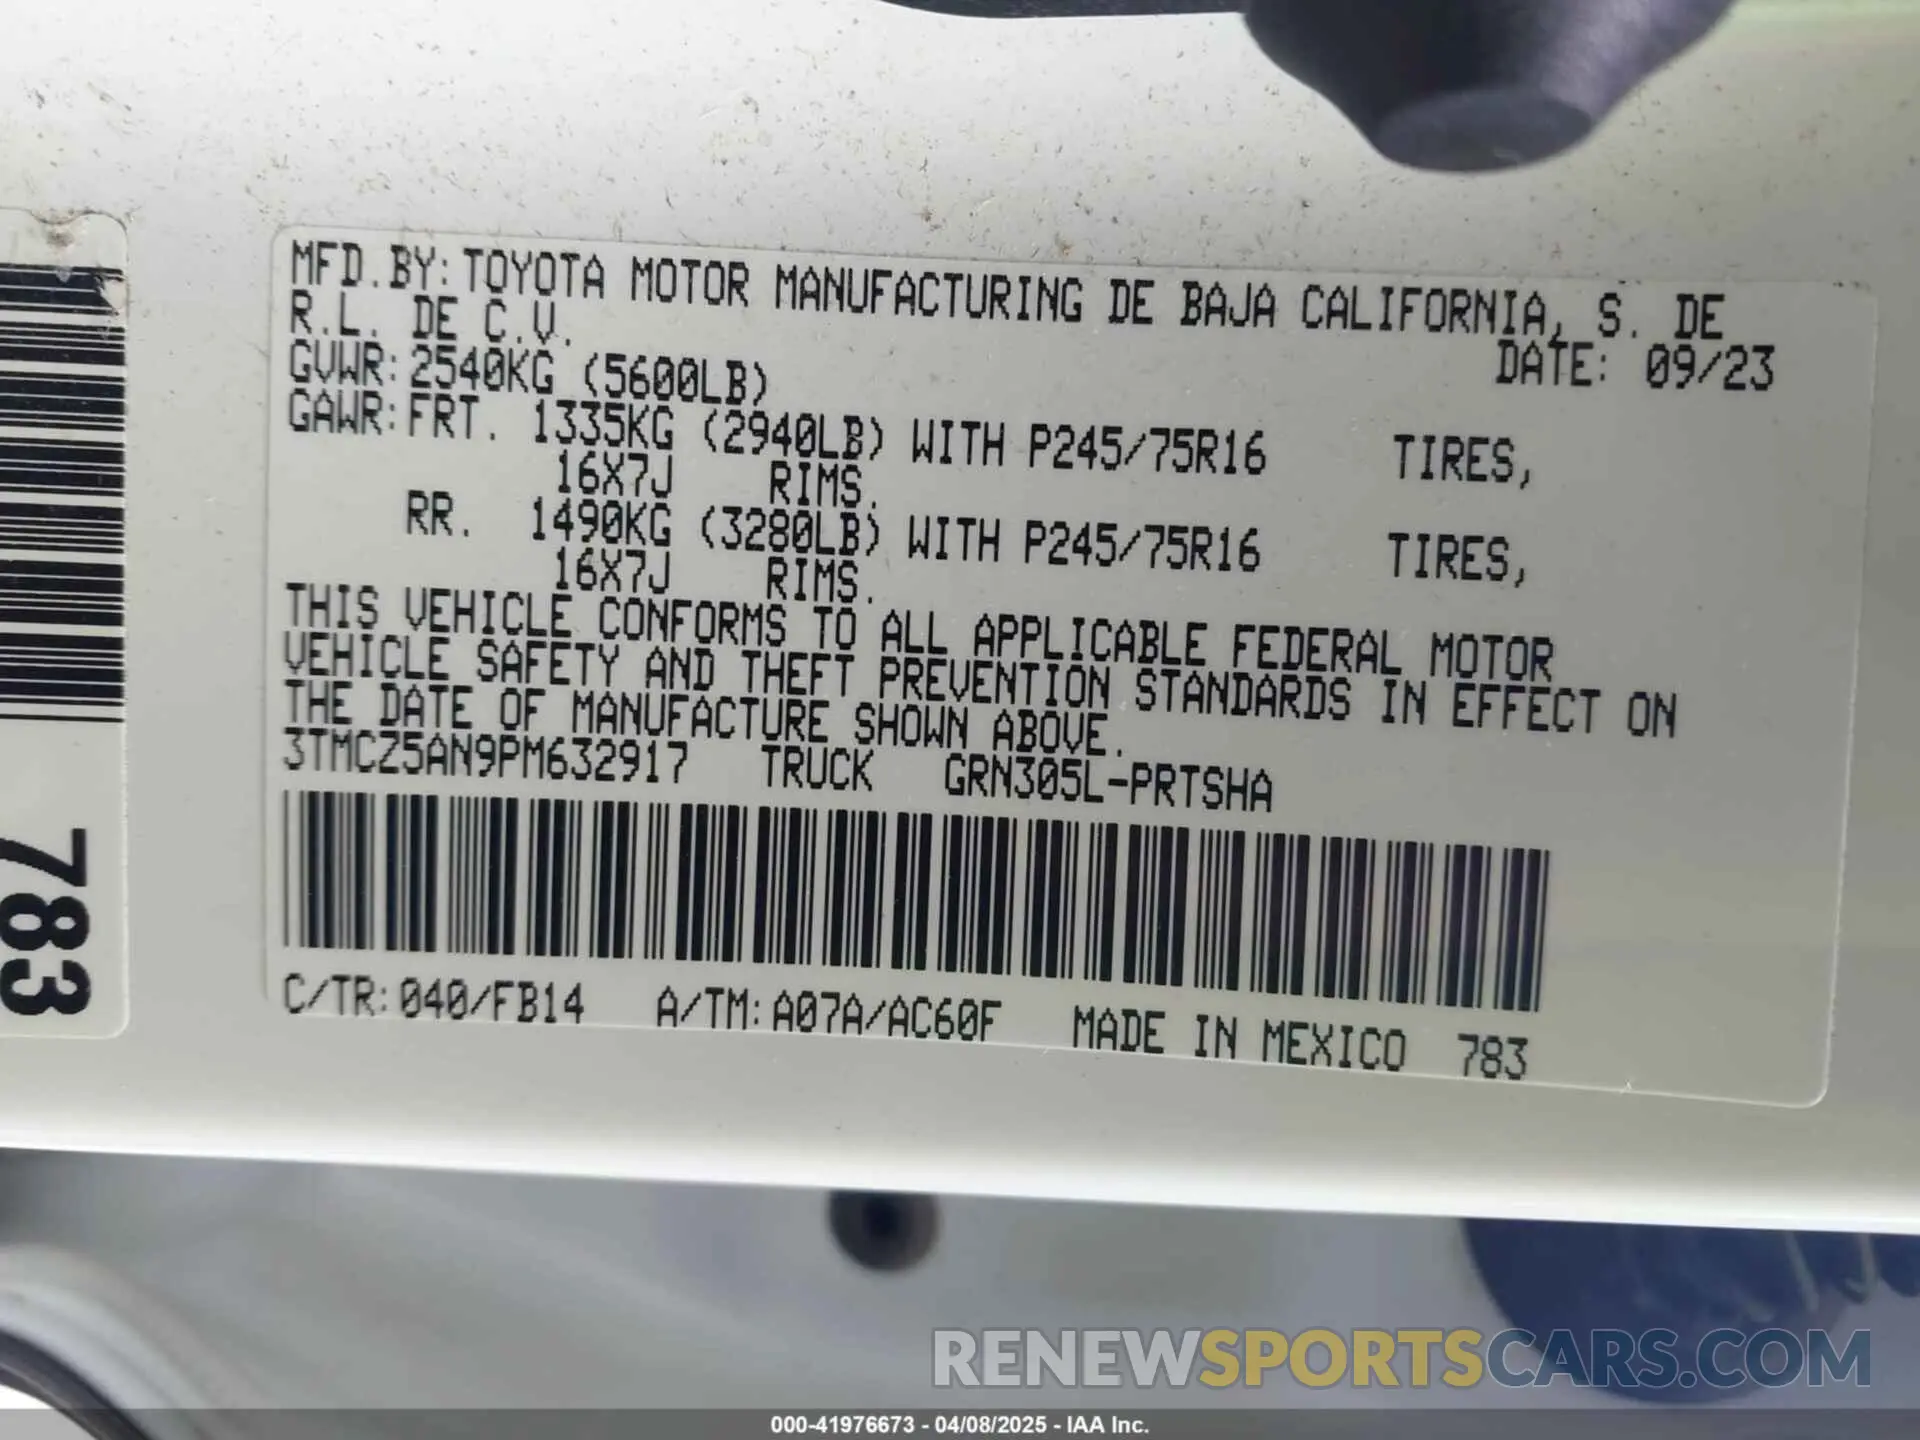 MFD.BY:TOYOTA MOTOR MANUFACTURING DE BAJA CALIFORNIA, S. DE
R.L. DE C.V.
DATE: 09/23
GVWR:2540KG (5600LB)
GAWR:FRT. 1335KG (2940LB) WITH P245/75R16 TIRES,
16X7J RIMS.
RR. 1490KG (3280LB) WITH P245/75R16 TIRES,
16X7J RIMS.
THIS VEHICLE CONFORMS TO ALL APPLICABLE FEDERAL MOTOR
VEHICLE SAFETY AND THEFT PREVENTION STANDARDS IN EFFECT ON
THE DATE OF MANUFACTURE SHOWN ABOVE.
3TMCZ5AN9PM632917 TRUCK GRN305L-PRTSHA
C/TR:040/FB14 A/TM:A07A/AC60F MADE IN MEXICO 783
783
RENEWSPORTSCARS.COM
000-41976673 - 04/08/2025 - IAA Inc.